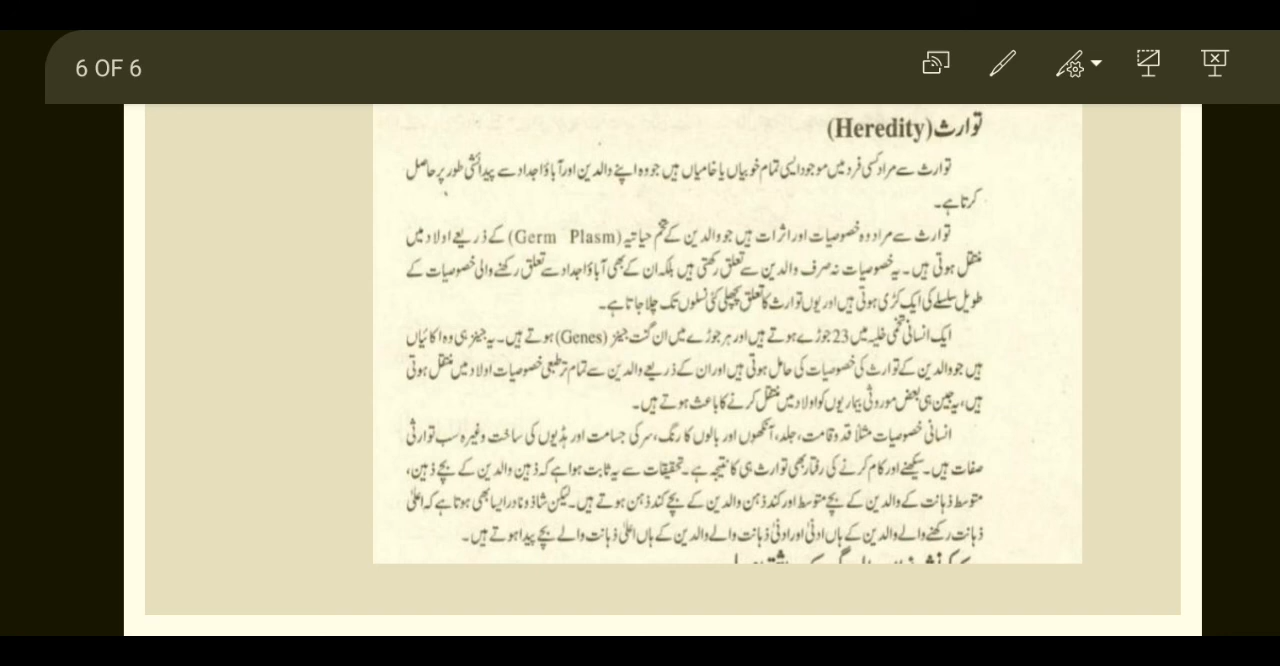 6 OF 6
توارث (Heredity)
توارث سے مراد کسی فرد میں موجود ایسی تمام خوبیاں یا خامیاں ہیں جو وہ اپنے والدین اور آباؤ اجداد سے پیدائشی طور پر حاصل
کرتا ہے۔
توارث سے مراد وہ خصوصیات اور اثرات ہیں جو والدین کے تخم حیاتیہ (Germ Plasm) کے ذریعے اولاد میں
منتقل ہوتی ہیں۔ یہ خصوصیات نہ صرف والدین سے تعلق رکھتی ہیں بلکہ ان کے بھی آباؤ اجداد سے تعلق رکھنے والی خصوصیات کے
طویل سلسلے کی ایک کڑی ہوتی ہیں اور یوں توارث کا تعلق پچھلی کئی نسلوں تک چلا جاتا ہے۔
ایک انسانی تخمی خلیہ میں 23 جوڑے ہوتے ہیں اور ہر جوڑے میں ان گنت جینز (Genes) ہوتے ہیں۔ یہ جینز ہی وہ اکائیاں
ہیں جو والدین کے توارث کی خصوصیات کی حامل ہوتی ہیں اور ان کے ذریعے والدین سے تمام تر طبعی خصوصیات اولاد میں منتقل ہوتی
ہیں، یہ جین ہی بعض موروثی بیماریوں کو اولاد میں منتقل کرنے کا باعث ہوتے ہیں۔
انسانی خصوصیات مثلاً قد و قامت، جلد، آنکھوں اور بالوں کا رنگ، سر کی جسامت اور ہڈیوں کی ساخت وغیرہ سب توارثی
صفات ہیں۔ سیکھنے اور کام کرنے کی رفتار بھی توارث ہی کا نتیجہ ہے۔ تحقیقات سے یہ ثابت ہوا ہے کہ ذہین والدین کے بچے ذہین،
متوسط ذہانت کے والدین کے بچے متوسط اور کند ذہن والدین کے بچے کند ذہن ہوتے ہیں۔ لیکن شاذ و نادر ایسا بھی ہوتا ہے کہ اعلیٰ
ذہانت رکھنے والے والدین کے ہاں ادنیٰ اور ادنیٰ ذہانت والے والدین کے ہاں اعلیٰ ذہانت والے بچے پیدا ہوتے ہیں۔